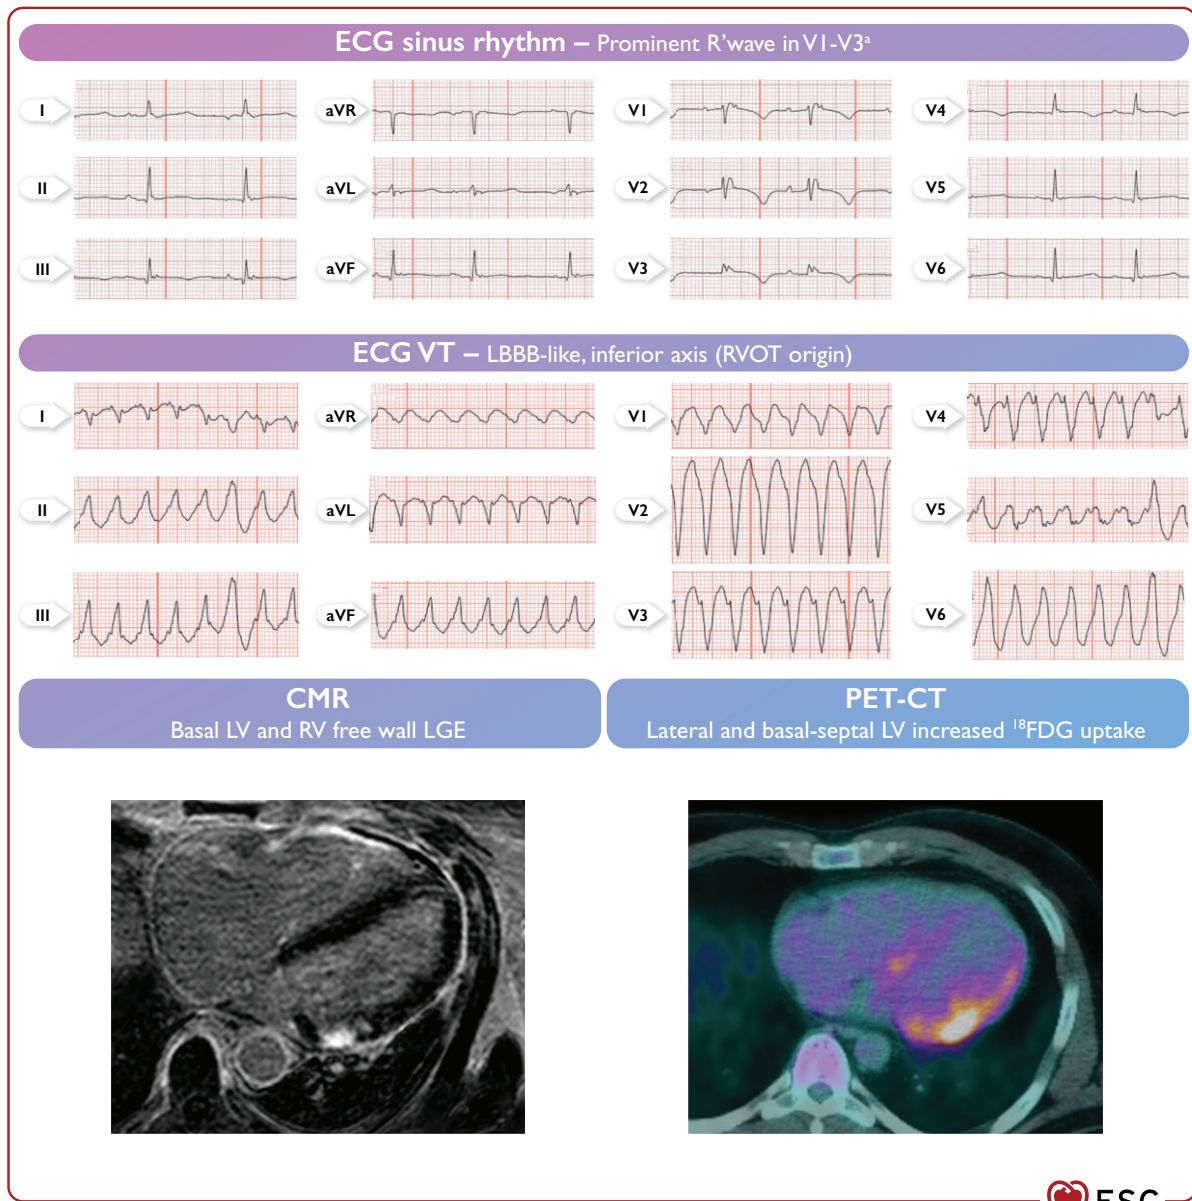 ECG sinus rhythm – Prominent R'wave in V1-V3ᵃ
I
aVR
V1
V4
II
aVL
V2
V5
III
aVF
V3
V6
ECG VT – LBBB-like, inferior axis (RVOT origin)
I
aVR
V1
V4
II
aVL
V2
V5
III
aVF
V3
V6
CMR
Basal LV and RV free wall LGE
PET-CT
Lateral and basal-septal LV increased ¹⁸FDG uptake
ESC